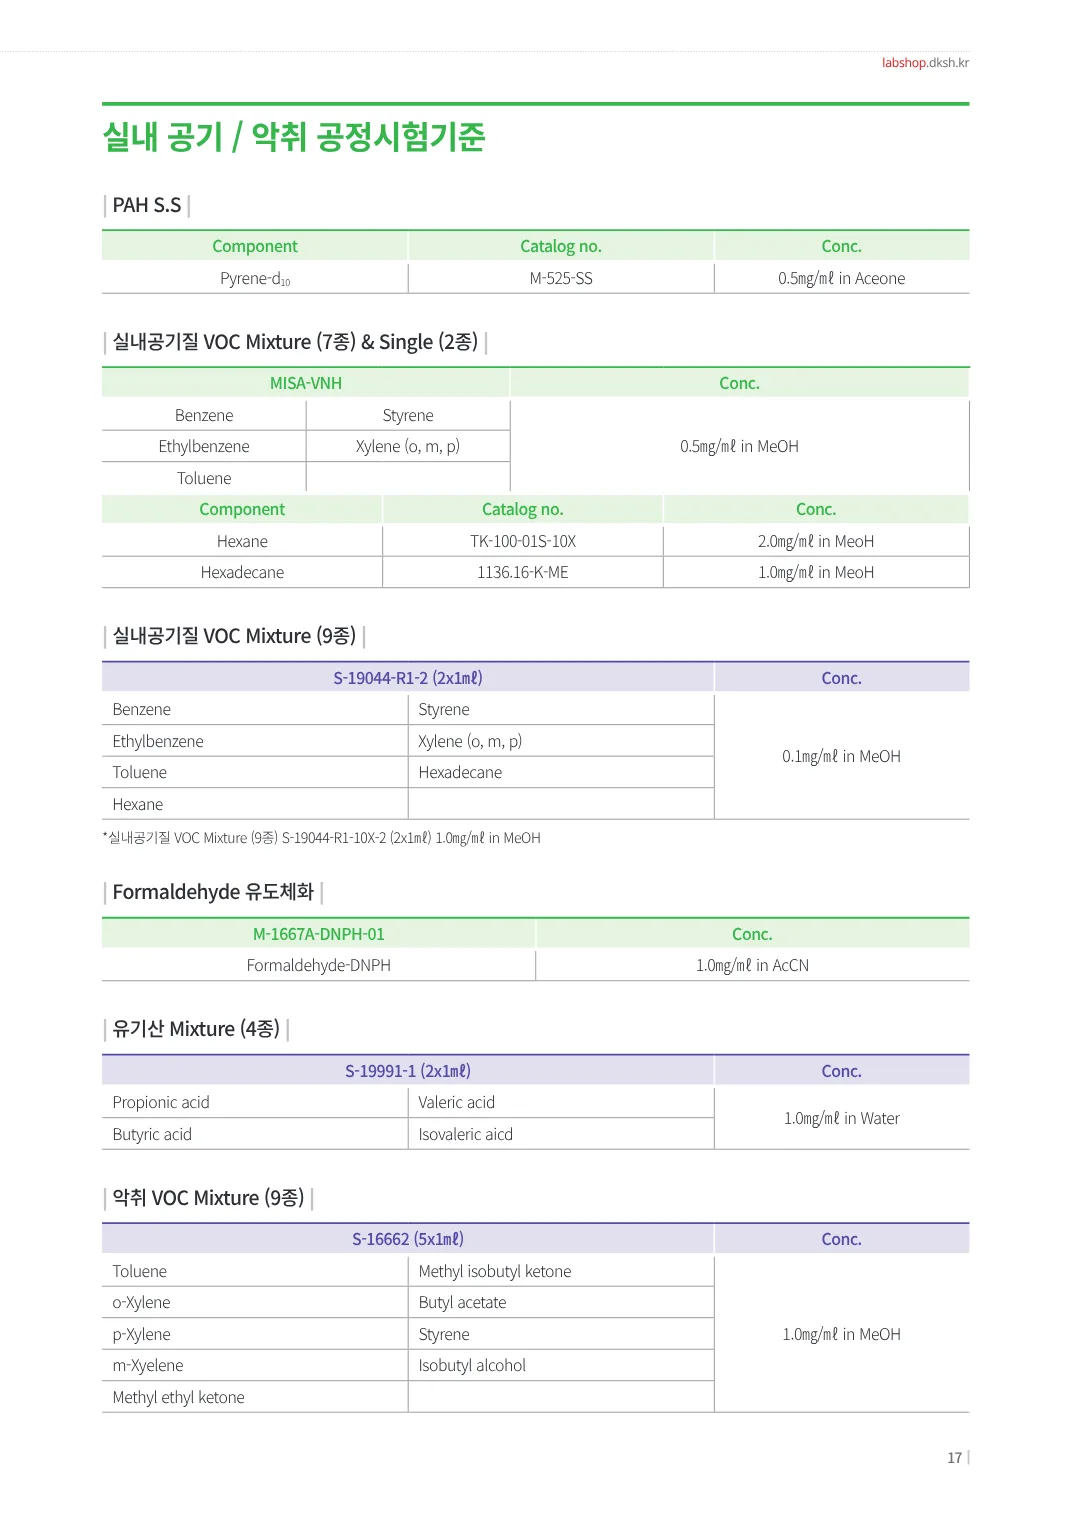 labshop.dksh.kr
실내 공기 / 악취 공정시험기준
| PAH S.S |
Component Catalog no. Conc.
Pyrene-d10 M-525-SS 0.5㎎/㎖ in Aceone
| 실내공기질 VOC Mixture (7종) & Single (2종) |
MISA-VNH Conc.
Benzene Styrene
Ethylbenzene Xylene (o, m, p) 0.5㎎/㎖ in MeOH
Toluene
Component Catalog no. Conc.
Hexane TK-100-01S-10X 2.0㎎/㎖ in MeoH
Hexadecane 1136.16-K-ME 1.0㎎/㎖ in MeoH
| 실내공기질 VOC Mixture (9종) |
S-19044-R1-2 (2x1㎖) Conc.
Benzene Styrene
Ethylbenzene Xylene (o, m, p)
0.1㎎/㎖ in MeOH
Toluene Hexadecane
Hexane
*실내공기질 VOC Mixture (9종) S-19044-R1-10X-2 (2x1㎖) 1.0㎎/㎖ in MeOH
| Formaldehyde 유도체화 |
M-1667A-DNPH-01 Conc.
Formaldehyde-DNPH 1.0㎎/㎖ in AcCN
| 유기산 Mixture (4종) |
S-19991-1 (2x1㎖) Conc.
Propionic acid Valeric acid
1.0㎎/㎖ in Water
Butyric acid Isovaleric aicd
| 악취 VOC Mixture (9종) |
S-16662 (5x1㎖) Conc.
Toluene Methyl isobutyl ketone
o-Xylene Butyl acetate
p-Xylene Styrene 1.0㎎/㎖ in MeOH
m-Xyelene Isobutyl alcohol
Methyl ethyl ketone
17 |